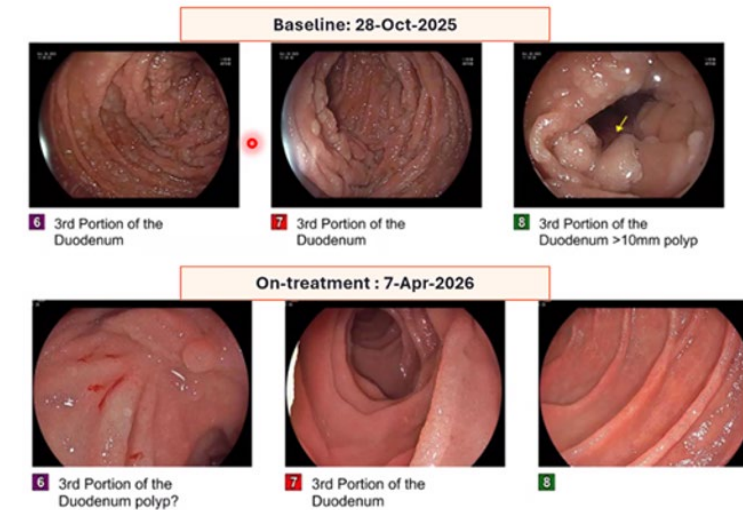 Baseline: 28-Oct-2025
6 3rd Portion of the
Duodenum
7 3rd Portion of the
Duodenum
8 3rd Portion of the
Duodenum >10mm polyp
On-treatment : 7-Apr-2026
6 3rd Portion of the
Duodenum polyp?
7 3rd Portion of the
Duodenum
8